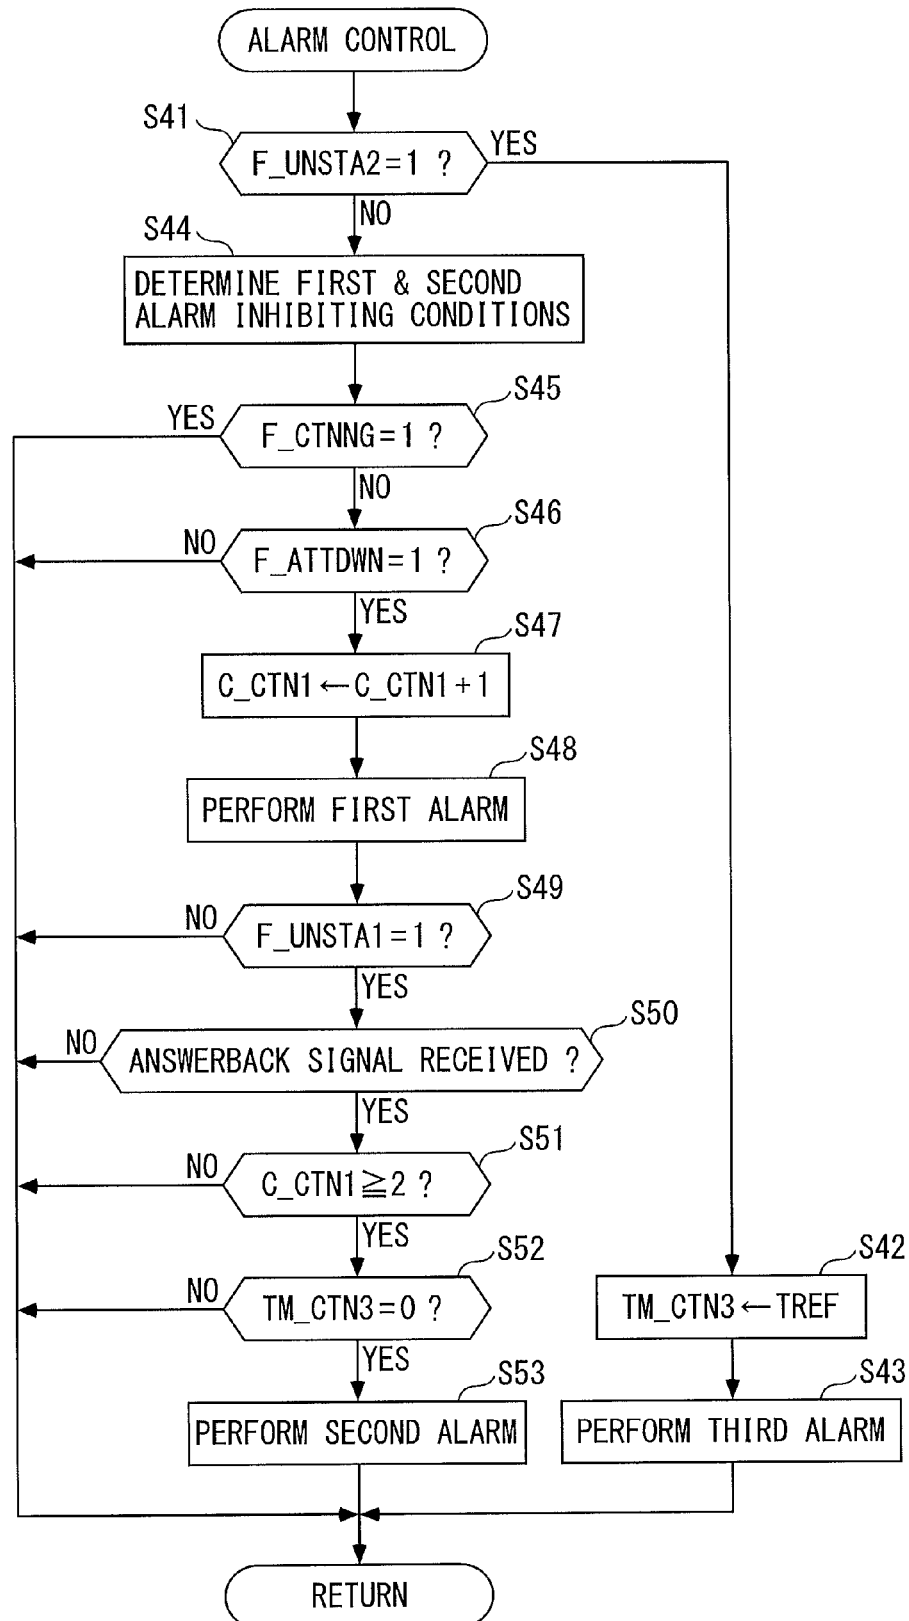 ALARM CONTROL
S41
F_UNSTA2=1 ?
YES
NO
S44
DETERMINE FIRST & SECOND
ALARM INHIBITING CONDITIONS
S45
YES
F_CTNNG=1 ?
NO
S46
NO
F_ATTDWN=1 ?
YES
S47
C_CTN1←C_CTN1+1
S48
PERFORM FIRST ALARM
S49
NO
F_UNSTA1=1 ?
YES
S50
NO
ANSWERBACK SIGNAL RECEIVED ?
YES
S51
NO
C_CTN1≧2 ?
YES
S52
NO
TM_CTN3=0 ?
S42
TM_CTN3←TREF
YES
S53
PERFORM SECOND ALARM
S43
PERFORM THIRD ALARM
RETURN